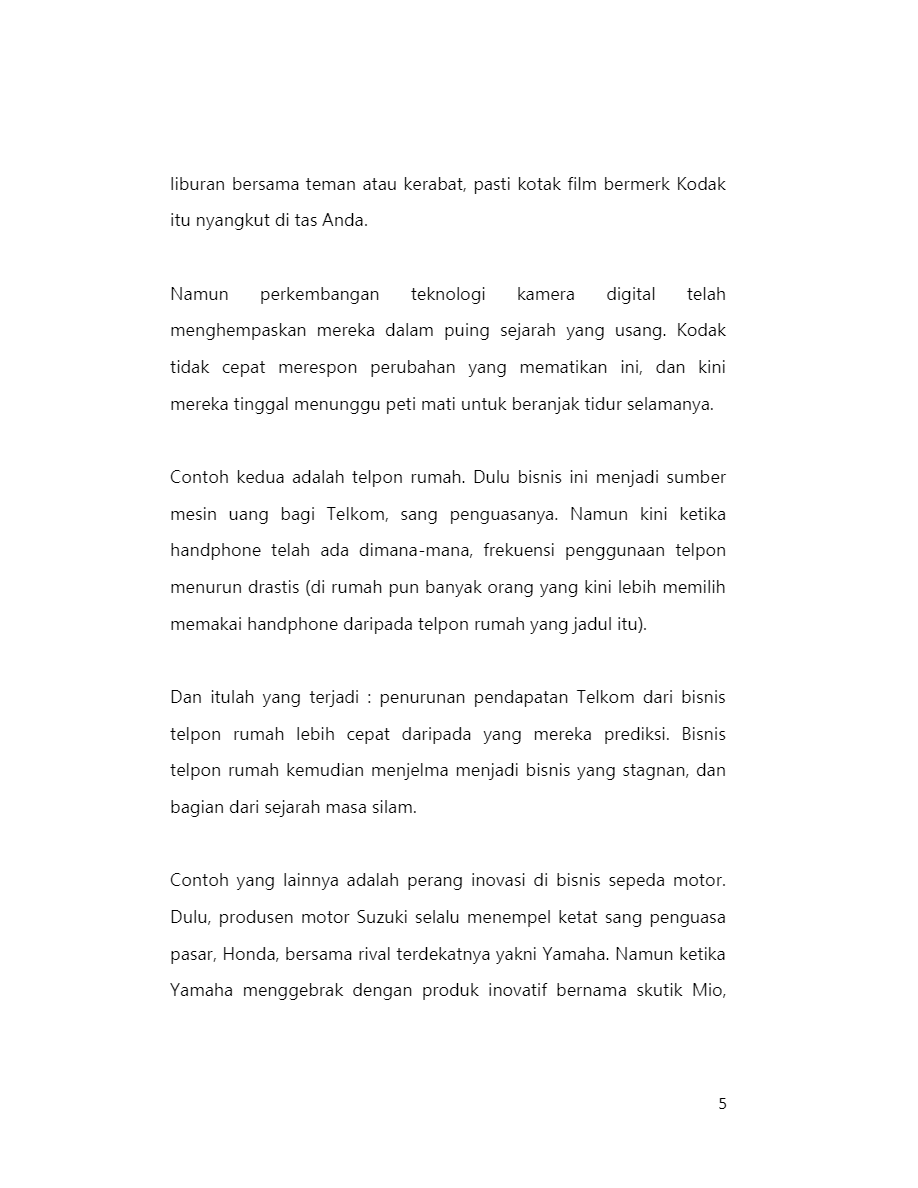 liburan bersama teman atau kerabat, pasti kotak film bermerk Kodak
itu nyangkut di tas Anda.
Namun perkembangan teknologi kamera digital telah
menghempaskan mereka dalam puing sejarah yang usang. Kodak
tidak cepat merespon perubahan yang mematikan ini, dan kini
mereka tinggal menunggu peti mati untuk beranjak tidur selamanya.
Contoh kedua adalah telpon rumah. Dulu bisnis ini menjadi sumber
mesin uang bagi Telkom, sang penguasanya. Namun kini ketika
handphone telah ada dimana-mana, frekuensi penggunaan telpon
menurun drastis (di rumah pun banyak orang yang kini lebih memilih
memakai handphone daripada telpon rumah yang jadul itu).
Dan itulah yang terjadi : penurunan pendapatan Telkom dari bisnis
telpon rumah lebih cepat daripada yang mereka prediksi. Bisnis
telpon rumah kemudian menjelma menjadi bisnis yang stagnan, dan
bagian dari sejarah masa silam.
Contoh yang lainnya adalah perang inovasi di bisnis sepeda motor.
Dulu, produsen motor Suzuki selalu menempel ketat sang penguasa
pasar, Honda, bersama rival terdekatnya yakni Yamaha. Namun ketika
Yamaha menggebrak dengan produk inovatif bernama skutik Mio,
5